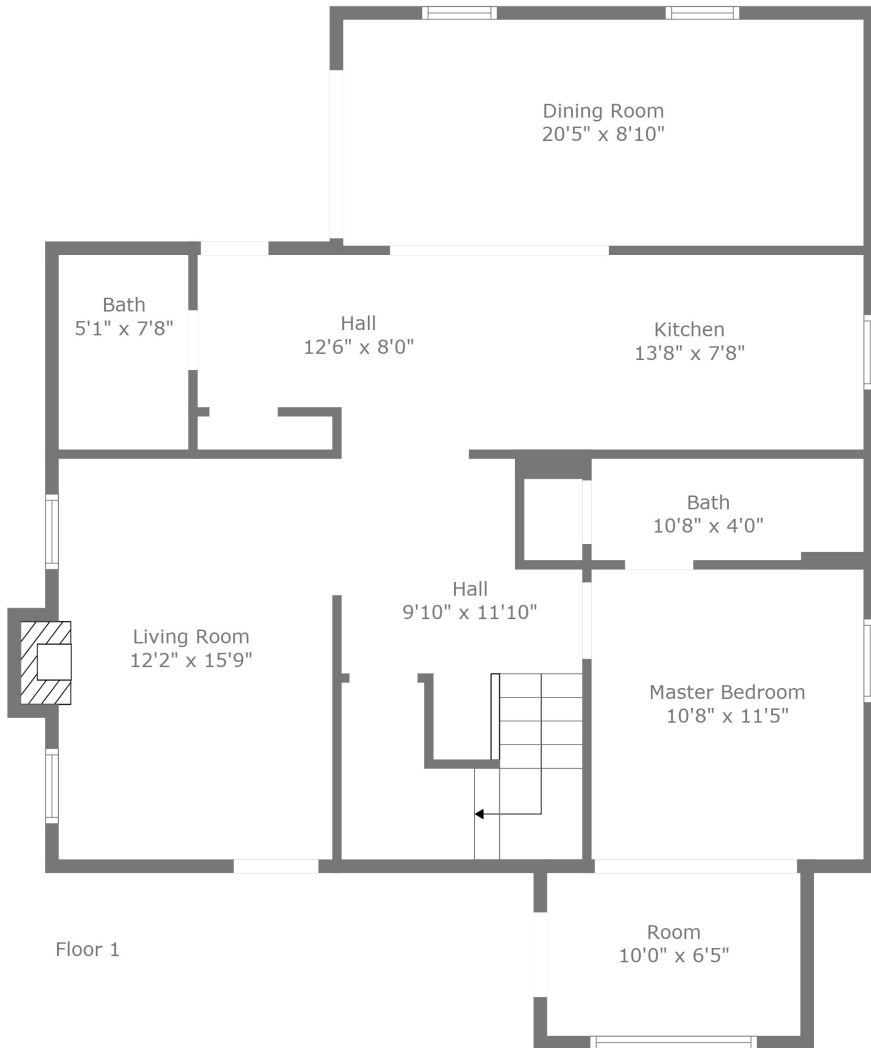 Dining Room
20'5" x 8'10"
Bath
5'1" x 7'8"
Hall
12'6" x 8'0"
Kitchen
13'8" x 7'8"
Bath
10'8" x 4'0"
Hall
9'10" x 11'10"
Living Room
12'2" x 15'9"
Master Bedroom
10'8" x 11'5"
Room
10'0" x 6'5"
Floor 1